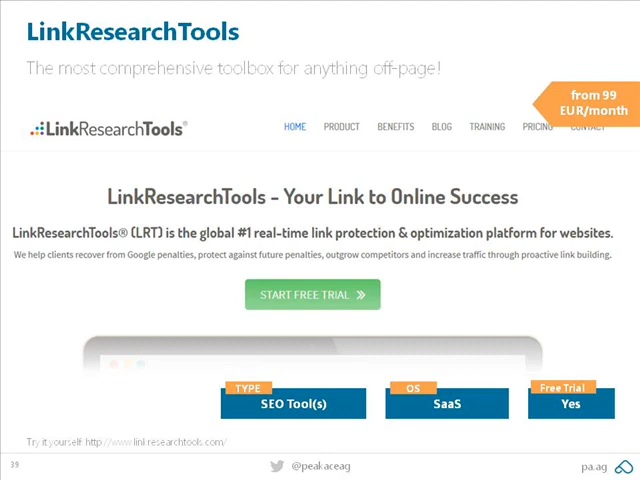 LinkResearchTools
The most comprehensive toolbox for anything off-page!
from 99
EUR/month
LinkResearchTools®
HOME PRODUCT BENEFITS BLOG TRAINING PRICING CONTACT
LinkResearchTools - Your Link to Online Success
LinkResearchTools® (LRT) is the global #1 real-time link protection & optimization platform for websites.
We help clients recover from Google penalties, protect against future penalties, outgrow competitors and increase traffic through proactive link building.
START FREE TRIAL »
TYPE OS Free Trial
SEO Tool(s) SaaS Yes
Try it yourself: http://www.linkresearchtools.com/
39 @peakaceag pa.ag